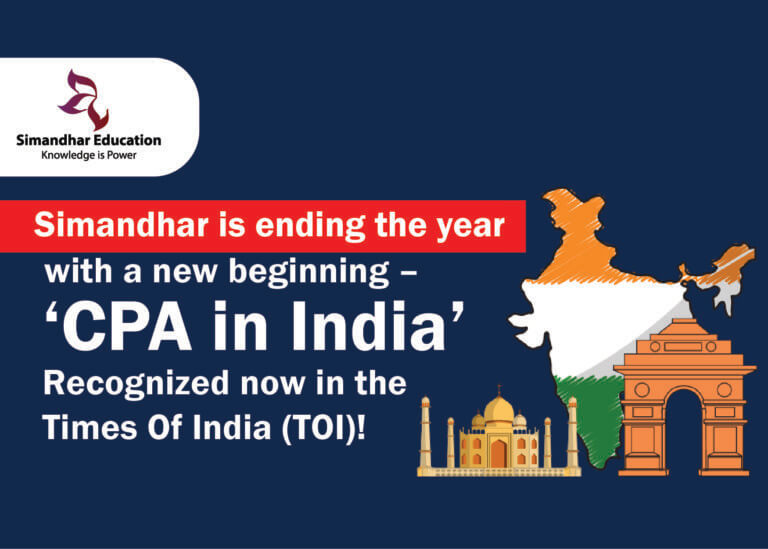 Simandhar Education
Knowledge is Power
Simandhar is ending the year
with a new beginning –
‘CPA in India’
Recognized now in the
Times Of India (TOI)!